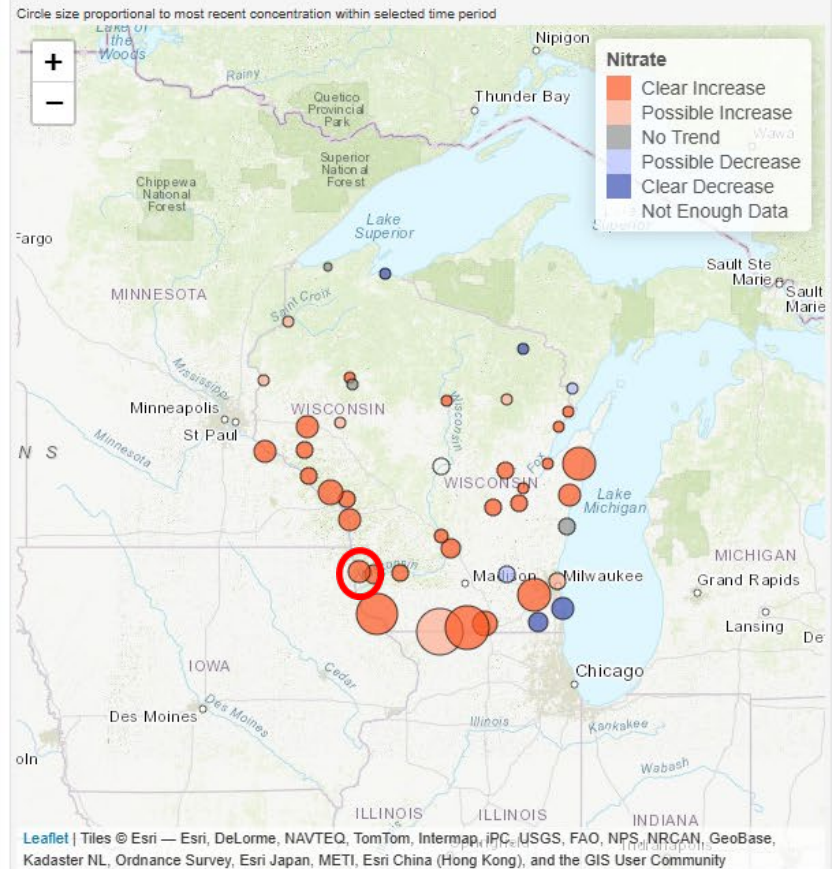 Circle size proportional to most recent concentration within selected time period
Lake of
the
Woods
Nipigon
+
−
Rainy
Quetico
Provincial
Park
Thunder Bay
Nitrate
Clear Increase
Possible Increase
No Trend
Possible Decrease
Clear Decrease
Not Enough Data
Wawa
Superior
National
Forest
Chippewa
National
Forest
Lake
Superior
Superior
Fargo
Sault Ste
Marie
Sault
Marie
MINNESOTA
Saint Croix
Mississippi
Minneapolis
St Paul
WISCONSIN
Wisconsin
Minnesota
N S
Fox
WISCONSIN
Lake
Michigan
MICHIGAN
Madison
Milwaukee
Grand Rapids
Lansing
IOWA
Cedar
Chicago
Des Moines
Des Moines
Illinois
Kankakee
Wabash
ILLINOIS
ILLINOIS
INDIANA
Leaflet | Tiles © Esri — Esri, DeLorme, NAVTEQ, TomTom, Intermap, iPC, USGS, FAO, NPS, NRCAN, GeoBase,
Kadaster NL, Ordnance Survey, Esri Japan, METI, Esri China (Hong Kong), and the GIS User Community